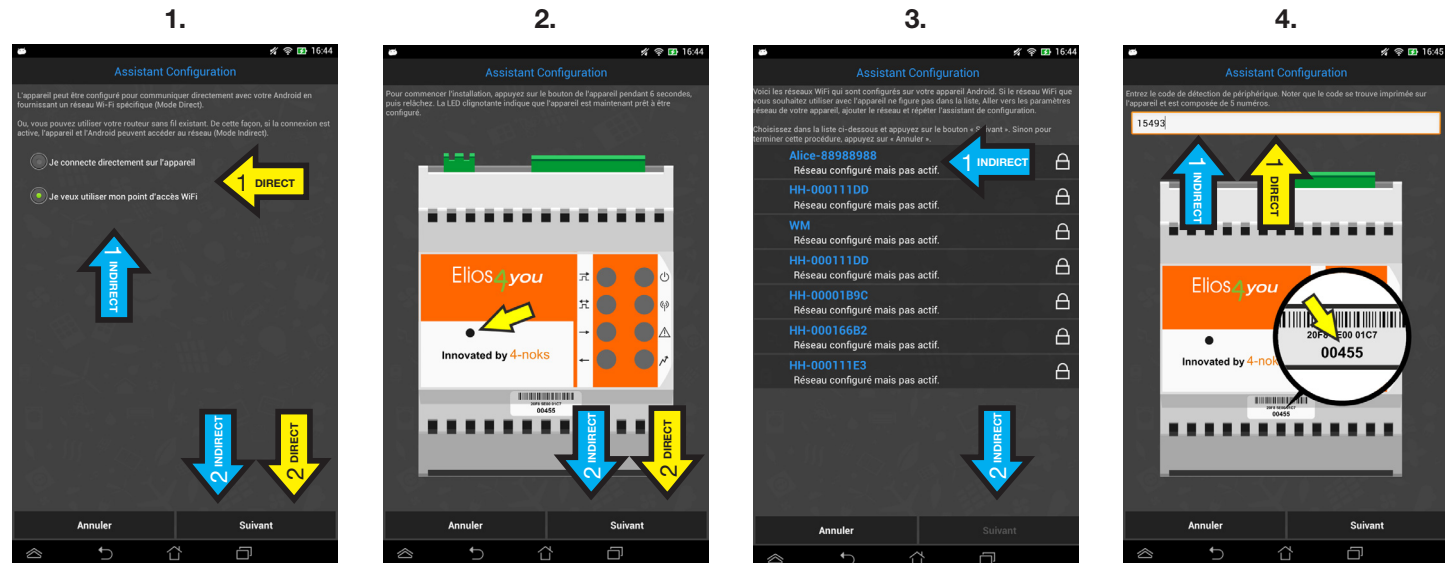 1.
16:44
Assistant Configuration
L'appareil peut être configuré pour communiquer directement avec votre Android en
fournissant un réseau Wi-Fi spécifique (Mode Direct).
Ou, vous pouvez utiliser votre routeur sans fil existant. De cette façon, si la connexion est
active, l'appareil et l'Android peuvent accéder au réseau (Mode Indirect).
Je connecte directement sur l'appareil
1 DIRECT
Je veux utiliser mon point d'accès WiFi
1 INDIRECT
2 INDIRECT
2 DIRECT
Annuler
Suivant
2.
16:44
Assistant Configuration
Pour commencer l'installation, appuyez sur le bouton de l'appareil pendant 6 secondes,
puis relâchez. La LED clignotante indique que l'appareil est maintenant prêt à être
configuré.
Elios4you
Innovated by 4-noks
20F8 5E00 01C7
00455
2 INDIRECT
2 DIRECT
Annuler
Suivant
3.
16:44
Assistant Configuration
Voici les réseaux WiFi qui sont configurés sur votre appareil Android. Si le réseau WiFi que
vous souhaitez utiliser avec l'appareil ne figure pas dans la liste, Aller vers les paramètres
réseau de votre appareil, ajouter le réseau et répéter l'assistant de configuration.
Choisissez dans la liste ci-dessous et appuyez sur le bouton « Suivant ». Sinon pour
terminer cette procédure, appuyez sur « Annuler ».
Alice-88988988
Réseau configuré mais pas actif.
1 INDIRECT
HH-000111DD
Réseau configuré mais pas actif.
WM
Réseau configuré mais pas actif.
HH-000111DD
Réseau configuré mais pas actif.
HH-00001B9C
Réseau configuré mais pas actif.
HH-000166B2
Réseau configuré mais pas actif.
HH-000111E3
Réseau configuré mais pas actif.
2 INDIRECT
Annuler
Suivant
4.
16:45
Assistant Configuration
Entrez le code de détection de périphérique. Noter que le code se trouve imprimée sur
l'appareil et est composée de 5 numéros.
15493
1 INDIRECT
1 DIRECT
Elios4you
Innovated by 4-noks
00455
00455
Annuler
Suivant